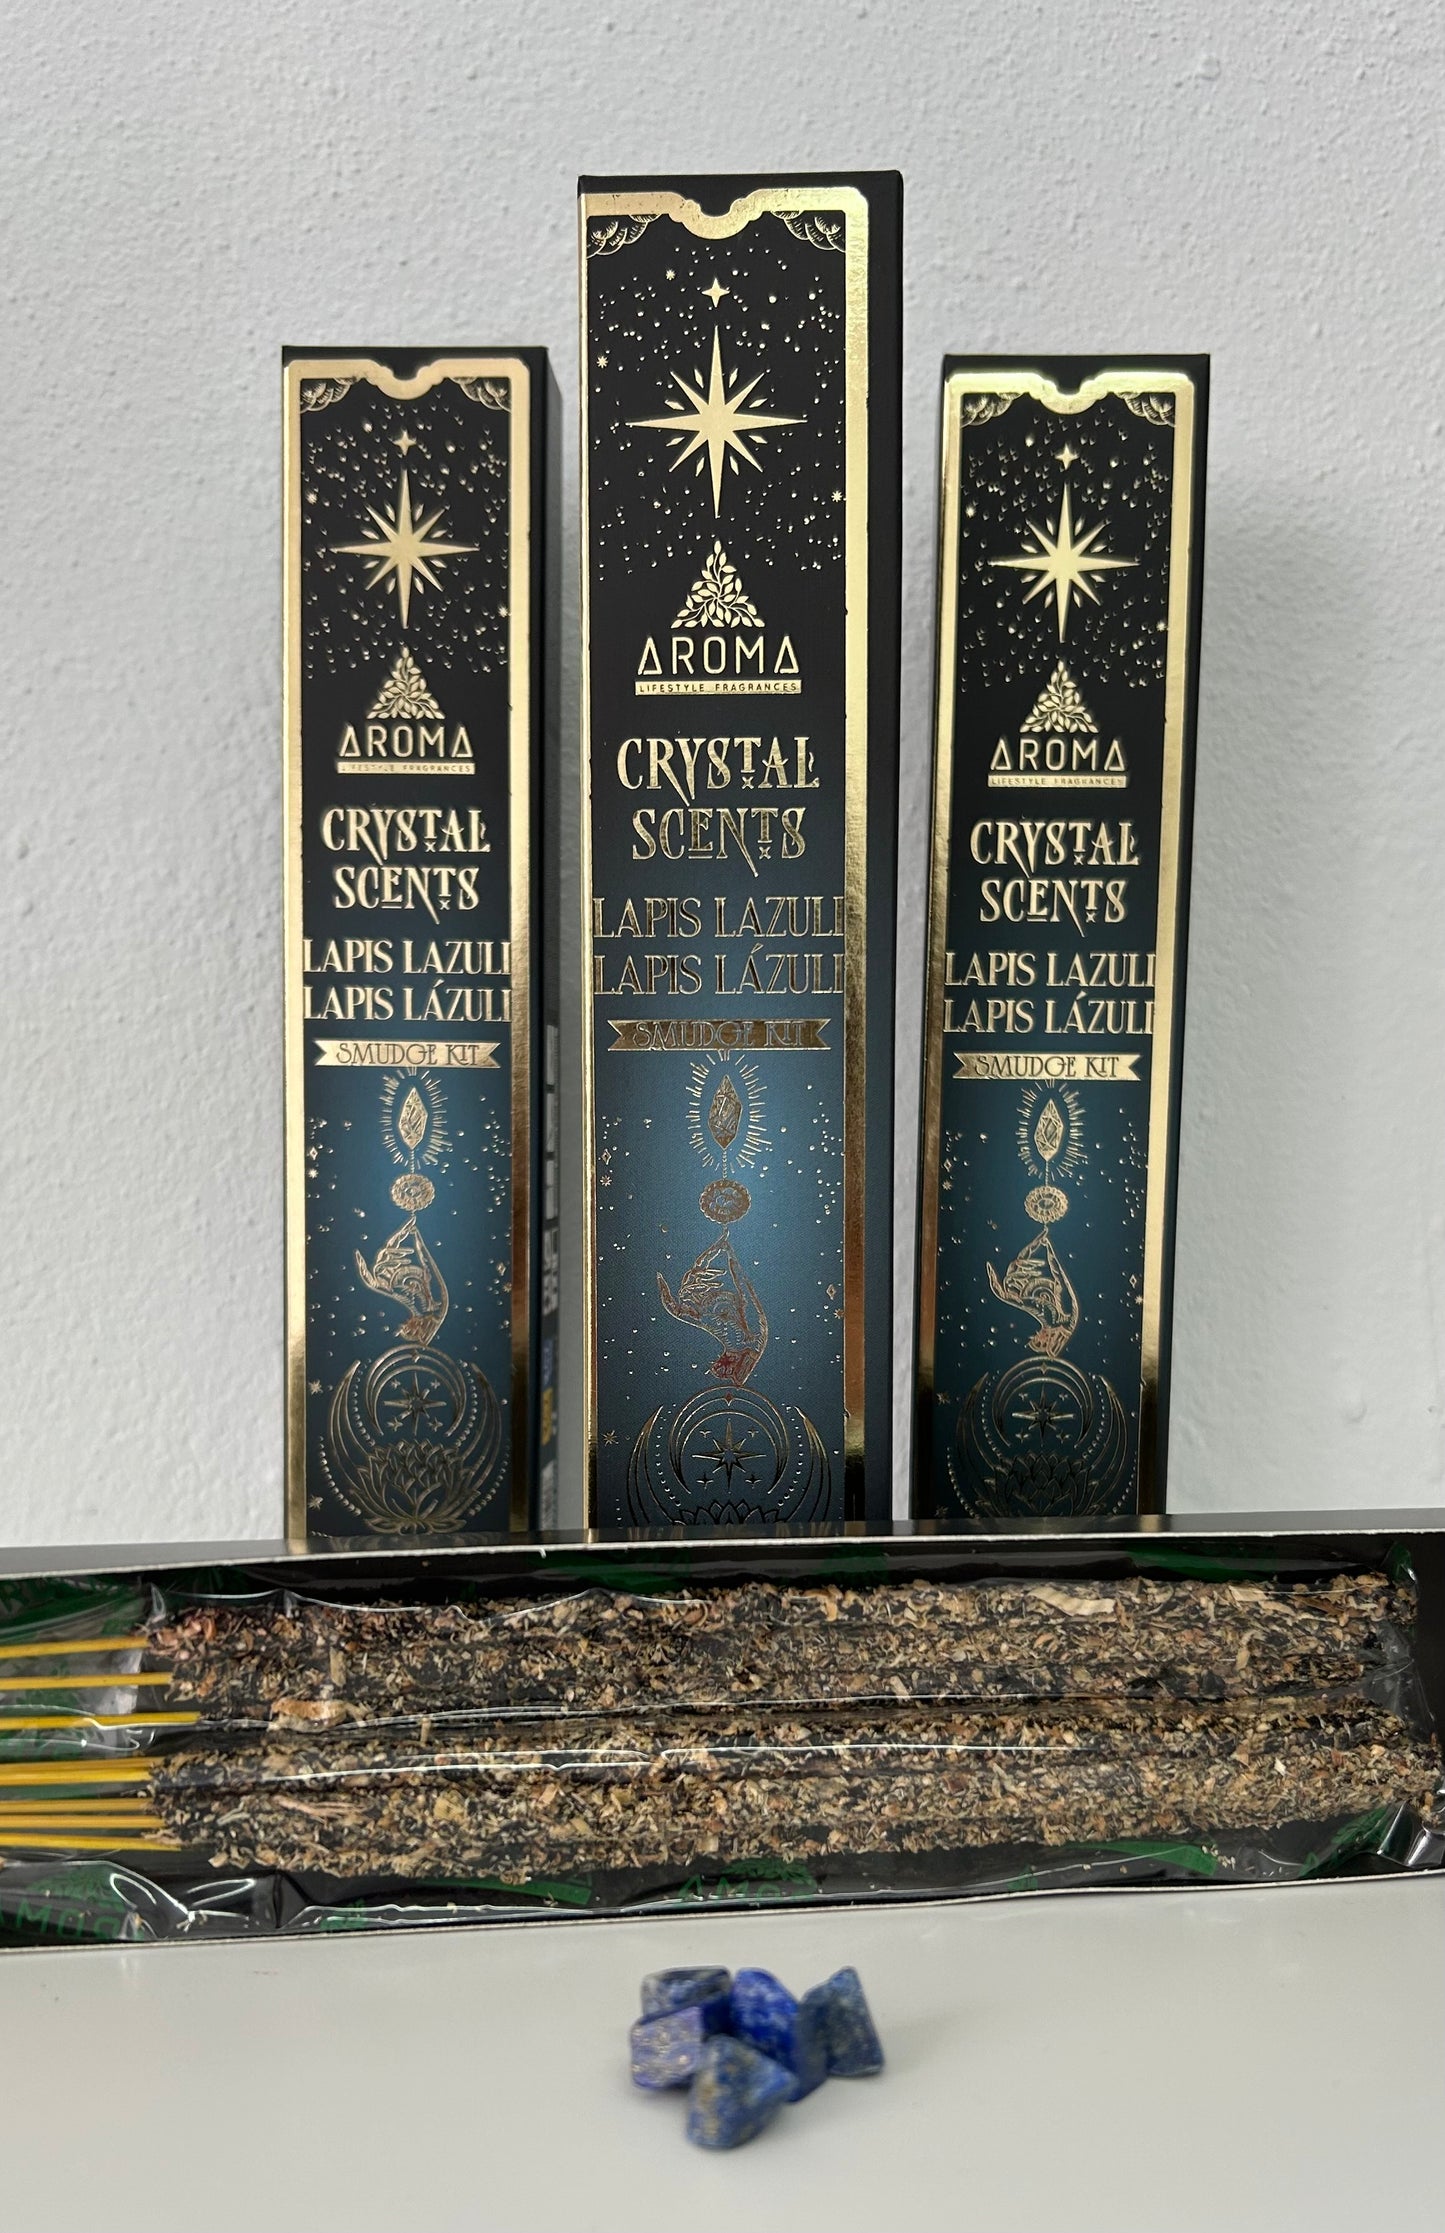 AROMA
LIFESTYLE FRAGRANCES
CRYSTAL
SCENTS
LAPIS LAZULI
LAPIS LÁZULI
SMUDGE KIT
AROMA
LIFESTYLE FRAGRANCES
CRYSTAL
SCENTS
LAPIS LAZULI
LAPIS LÁZULI
SMUDGE KIT
AROMA
LIFESTYLE FRAGRANCES
CRYSTAL
SCENTS
LAPIS LAZULI
LAPIS LÁZULI
SMUDGE KIT